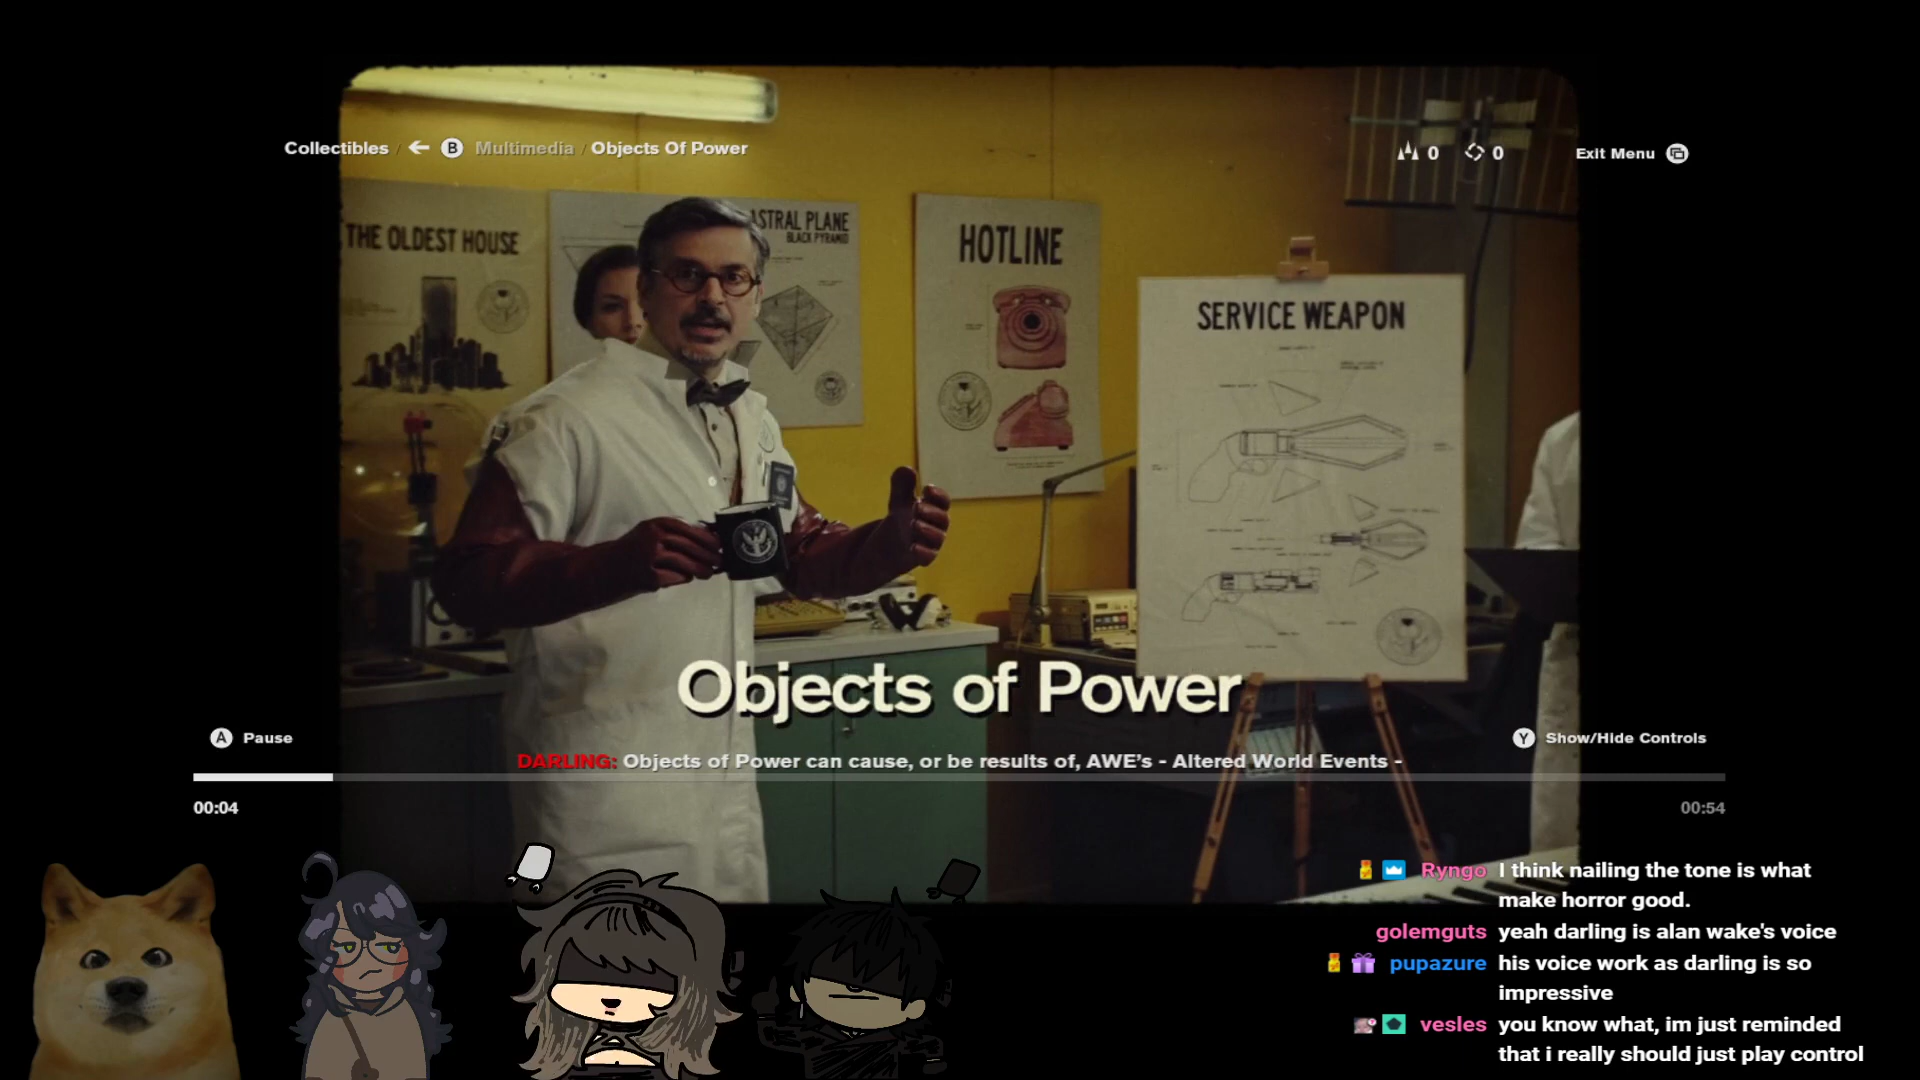 Collectibles / B Multimedia / Objects Of Power
0 0
Exit Menu
THE OLDEST HOUSE
ASTRAL PLANE
BLACK PYRAMID
HOTLINE
SERVICE WEAPON
Objects of Power
A Pause
Y Show/Hide Controls
DARLING: Objects of Power can cause, or be results of, AWE's - Altered World Events -
00:04
00:54
Ryngo I think nailing the tone is what
make horror good.
golemguts yeah darling is alan wake's voice
pupazure his voice work as darling is so
impressive
vesles you know what, im just reminded
that i really should just play control